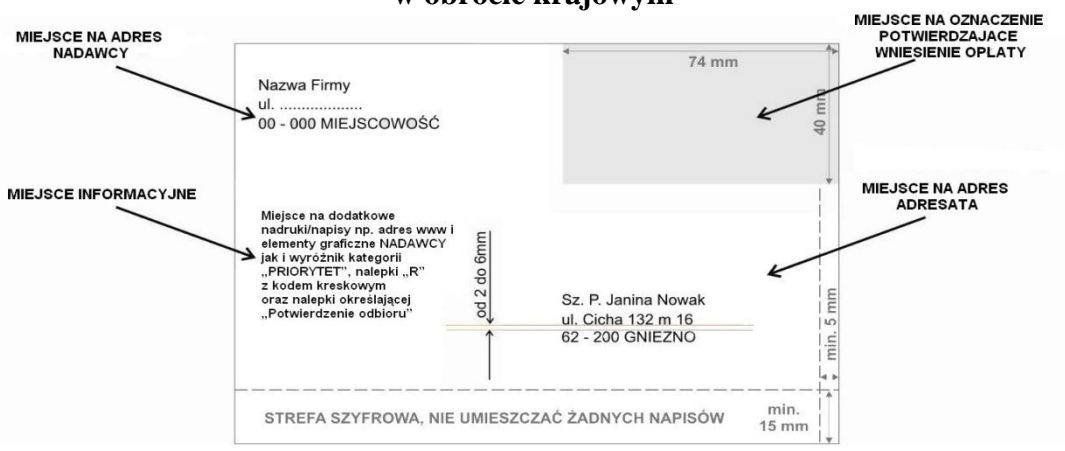 w obrocie krajowym
MIEJSCE NA ADRES
NADAWCY
MIEJSCE NA OZNACZENIE
POTWIERDZAJACE
WNIESIENIE OPLATY
74 mm
40 mm
Nazwa Firmy
ul. ...................
00 - 000 MIEJSCOWOŚĆ
MIEJSCE INFORMACYJNE
MIEJSCE NA ADRES
ADRESATA
Miejsce na dodatkowe
nadruki/napisy np. adres www i
elementy graficzne NADAWCY
jak i wyróżnik kategorii
„PRIORYTET”, nalepki „R”
z kodem kreskowym
oraz nalepki określającej
„Potwierdzenie odbioru”
od 2 do 6mm
Sz. P. Janina Nowak
ul. Cicha 132 m 16
62 - 200 GNIEZNO
min. 5 mm
STREFA SZYFROWA, NIE UMIESZCZAĆ ŻADNYCH NAPISÓW
min.
15 mm